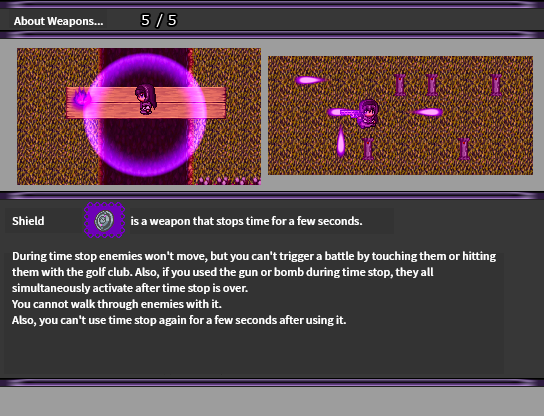 About Weapons... 5 / 5
Shield is a weapon that stops time for a few seconds.
During time stop enemies won't move, but you can't trigger a battle by touching them or hitting
them with the golf club. Also, if you used the gun or bomb during time stop, they all
simultaneously activate after time stop is over.
You cannot walk through enemies with it.
Also, you can't use time stop again for a few seconds after using it.